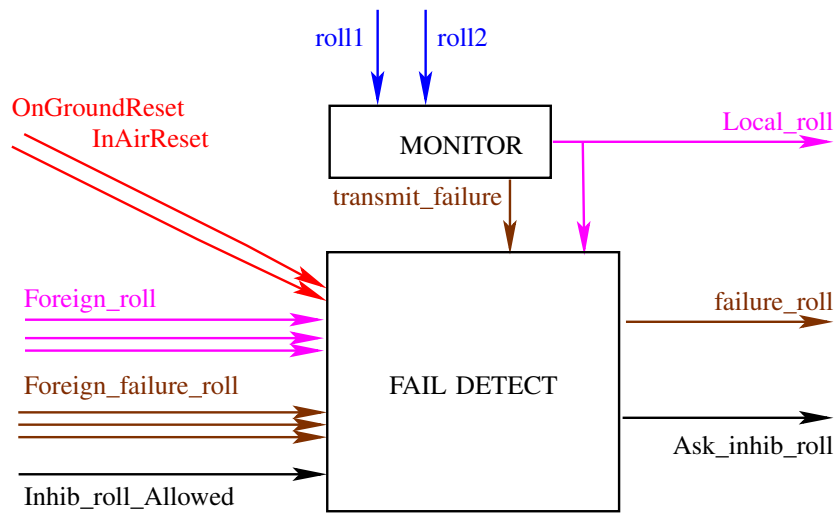 roll1
roll2
OnGroundReset
InAirReset
MONITOR
Local_roll
transmit_failure
Foreign_roll
failure_roll
Foreign_failure_roll
FAIL DETECT
Ask_inhib_roll
Inhib_roll_Allowed